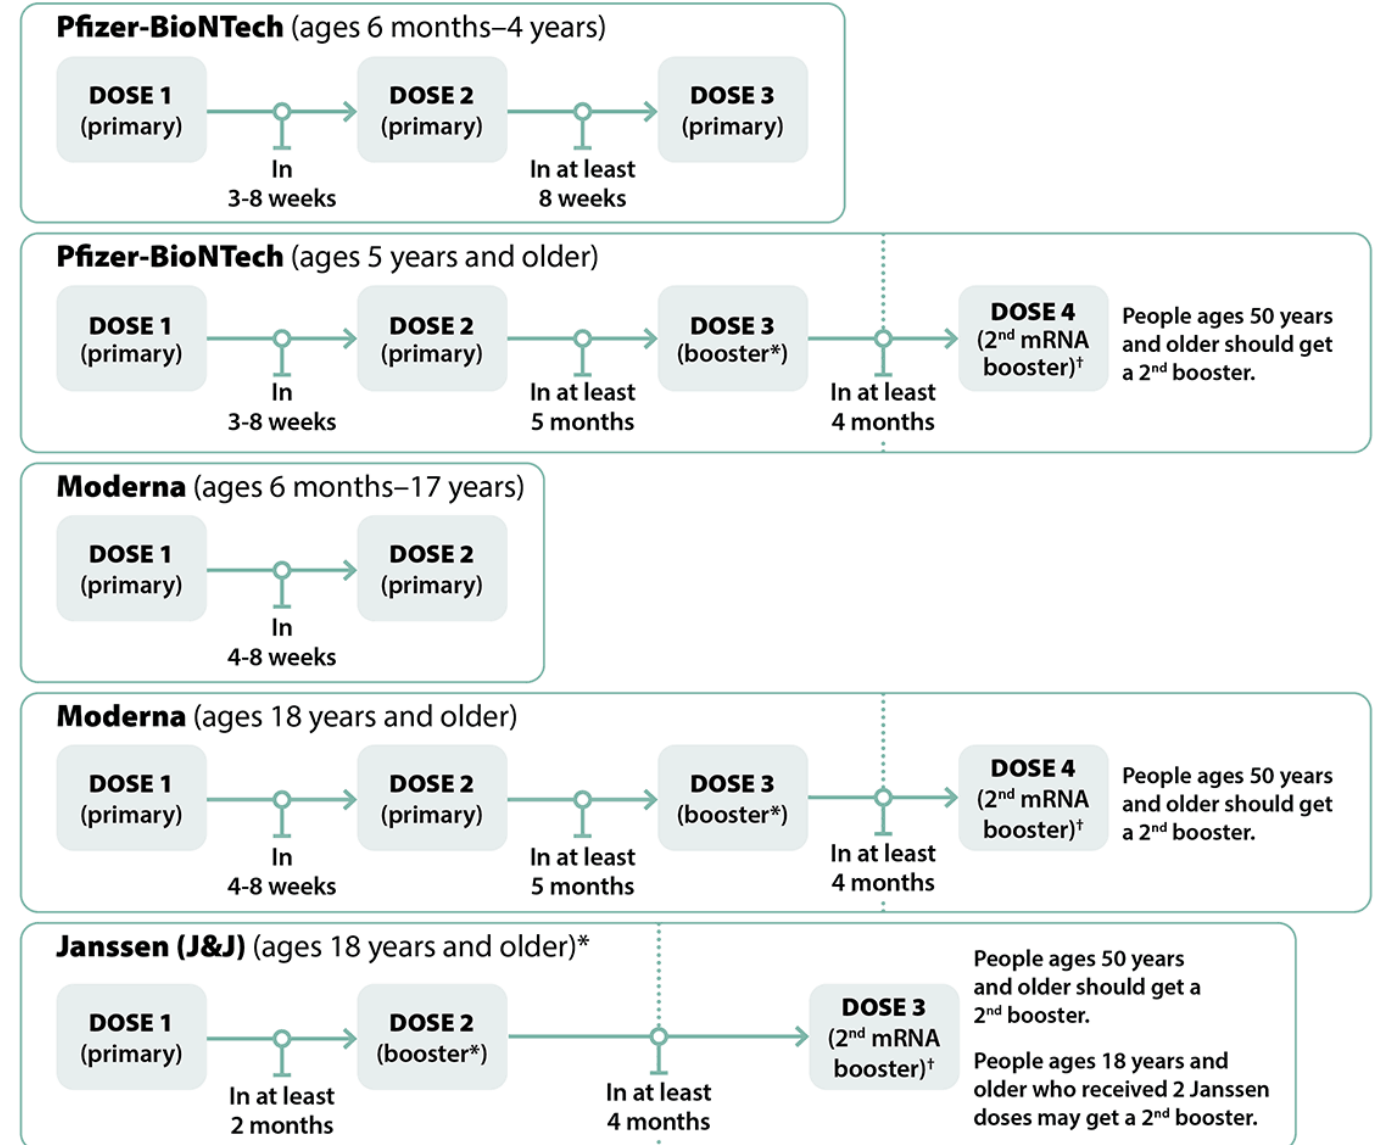 Pfizer-BioNTech (ages 6 months–4 years)
DOSE 1
(primary)
In
3-8 weeks
DOSE 2
(primary)
In at least
8 weeks
DOSE 3
(primary)
Pfizer-BioNTech (ages 5 years and older)
DOSE 1
(primary)
In
3-8 weeks
DOSE 2
(primary)
In at least
5 months
DOSE 3
(booster*)
In at least
4 months
DOSE 4
(2nd mRNA
booster)†
People ages 50 years
and older should get
a 2nd booster.
Moderna (ages 6 months–17 years)
DOSE 1
(primary)
In
4-8 weeks
DOSE 2
(primary)
Moderna (ages 18 years and older)
DOSE 1
(primary)
In
4-8 weeks
DOSE 2
(primary)
In at least
5 months
DOSE 3
(booster*)
In at least
4 months
DOSE 4
(2nd mRNA
booster)†
People ages 50 years
and older should get
a 2nd booster.
Janssen (J&J) (ages 18 years and older)*
DOSE 1
(primary)
In at least
2 months
DOSE 2
(booster*)
In at least
4 months
DOSE 3
(2nd mRNA
booster)†
People ages 50 years
and older should get a
2nd booster.
People ages 18 years and
older who received 2 Janssen
doses may get a 2nd booster.